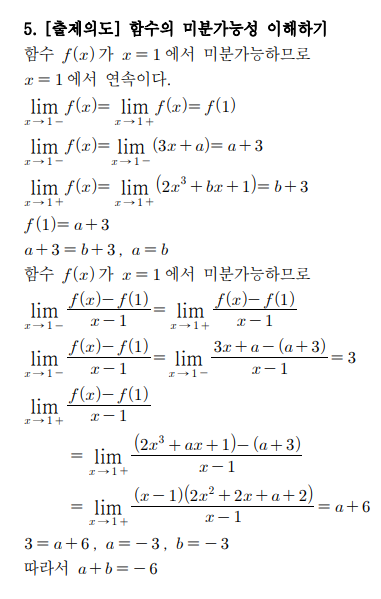 5. [출제의도] 함수의 미분가능성 이해하기
함수 f(x)가 x=1에서 미분가능하므로
x=1에서 연속이다.
lim_{x→1-} f(x)= lim_{x→1+} f(x)= f(1)
lim_{x→1-} f(x)= lim_{x→1-} (3x+a)= a+3
lim_{x→1+} f(x)= lim_{x→1+} (2x³+bx+1)= b+3
f(1)= a+3
a+3=b+3, a=b
함수 f(x)가 x=1에서 미분가능하므로
lim_{x→1-} (f(x)-f(1))/(x-1) = lim_{x→1+} (f(x)-f(1))/(x-1)
lim_{x→1-} (f(x)-f(1))/(x-1) = lim_{x→1-} (3x+a-(a+3))/(x-1) = 3
lim_{x→1+} (f(x)-f(1))/(x-1)
= lim_{x→1+} ((2x³+ax+1)-(a+3))/(x-1)
= lim_{x→1+} ((x-1)(2x²+2x+a+2))/(x-1) = a+6
3=a+6, a=-3, b=-3
따라서 a+b=-6